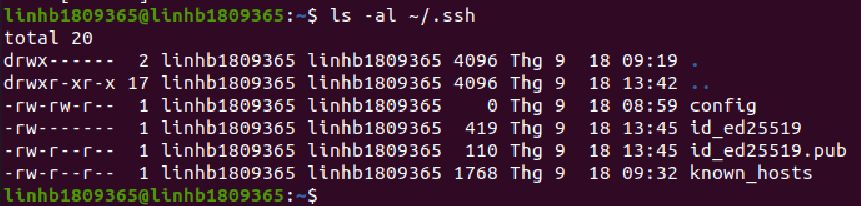 linhb1809365@linhb1809365:~$ ls -al ~/.ssh
total 20
drwx------  2 linhb1809365 linhb1809365 4096 Thg 9  18 09:19 .
drwxr-xr-x 17 linhb1809365 linhb1809365 4096 Thg 9  18 13:42 ..
-rw-rw-r--  1 linhb1809365 linhb1809365    0 Thg 9  18 08:59 config
-rw-------  1 linhb1809365 linhb1809365  419 Thg 9  18 13:45 id_ed25519
-rw-r--r--  1 linhb1809365 linhb1809365  110 Thg 9  18 13:45 id_ed25519.pub
-rw-r--r--  1 linhb1809365 linhb1809365 1768 Thg 9  18 09:32 known_hosts
linhb1809365@linhb1809365:~$